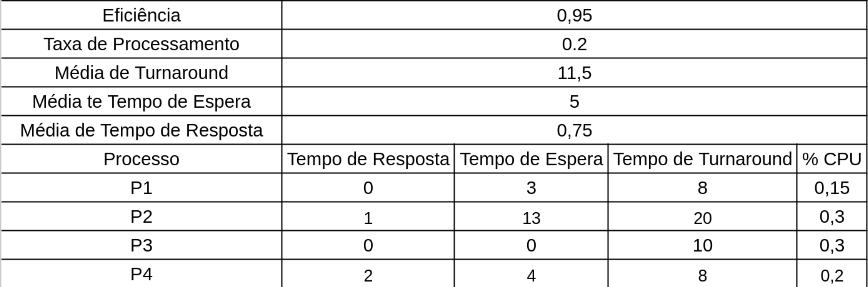 Eficiência 0,95
Taxa de Processamento 0.2
Média de Turnaround 11,5
Média te Tempo de Espera 5
Média de Tempo de Resposta 0,75
Processo Tempo de Resposta Tempo de Espera Tempo de Turnaround % CPU
P1 0 3 8 0,15
P2 1 13 20 0,3
P3 0 0 10 0,3
P4 2 4 8 0,2